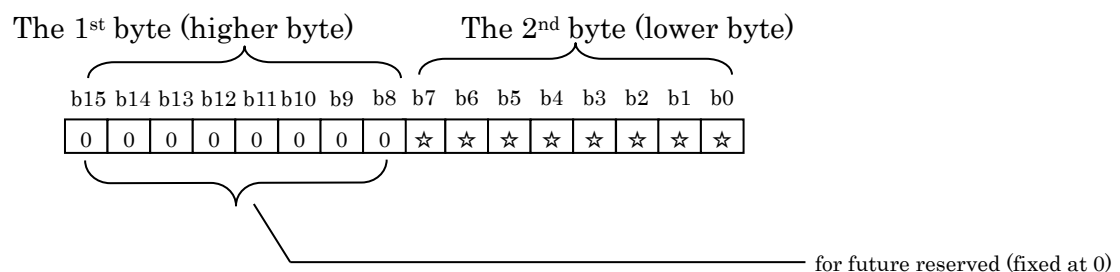 The 1st byte (higher byte) The 2nd byte (lower byte)
b15 b14 b13 b12 b11 b10 b9 b8 b7 b6 b5 b4 b3 b2 b1 b0
0 0 0 0 0 0 0 0 ☆ ☆ ☆ ☆ ☆ ☆ ☆ ☆
for future reserved (fixed at 0)